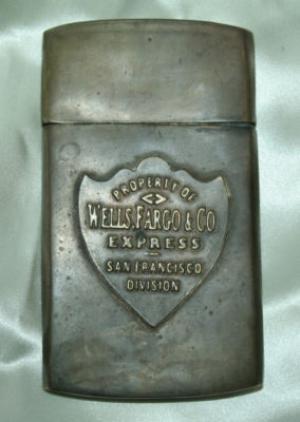 PROPERTY OF
<>
WELLS, FARGO & CO
EXPRESS
SAN FRANCISCO
DIVISION